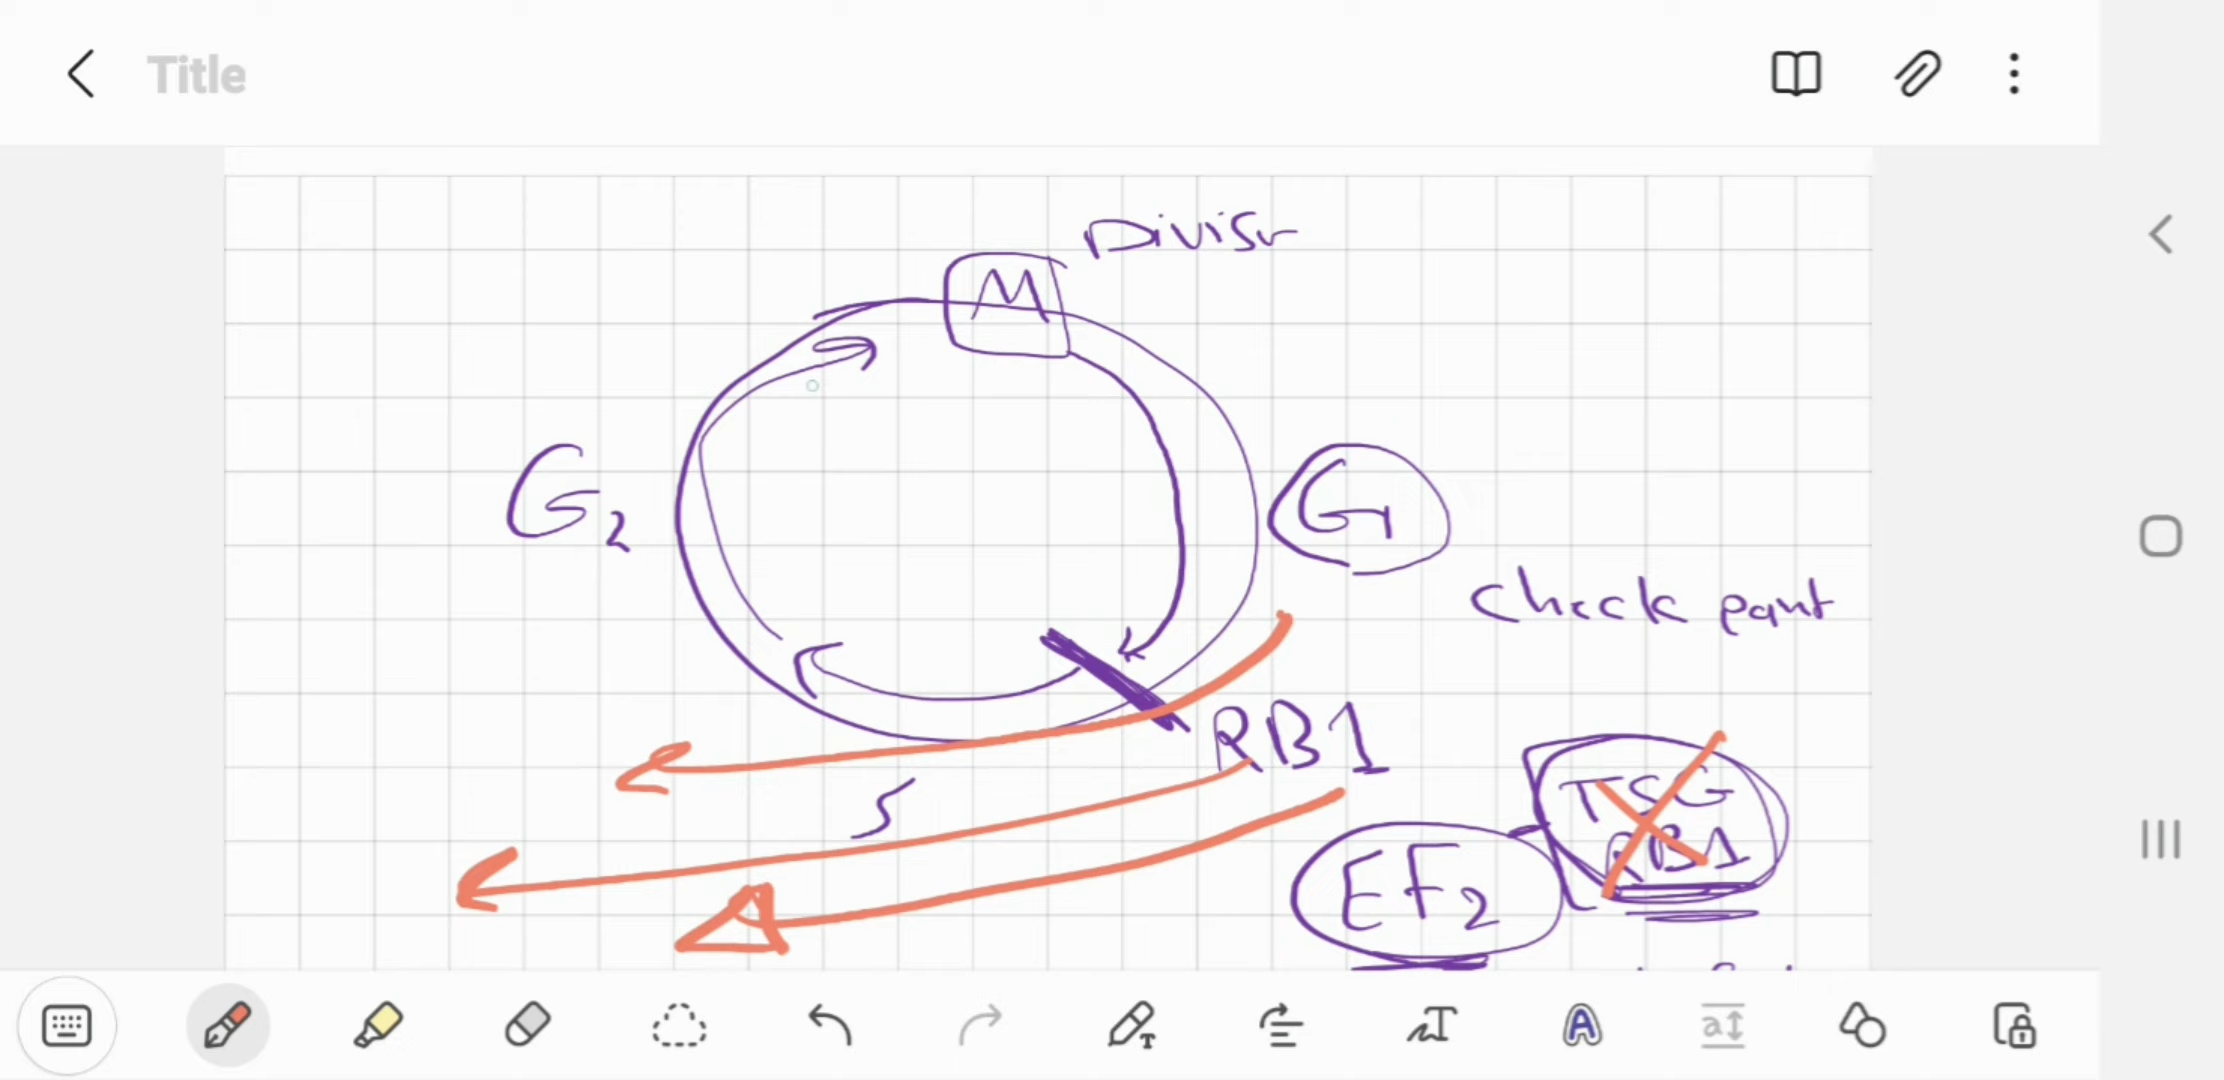 Title
Divisn
M
G2
G1
Check point
RB1
S
TSG
RB1
EF2